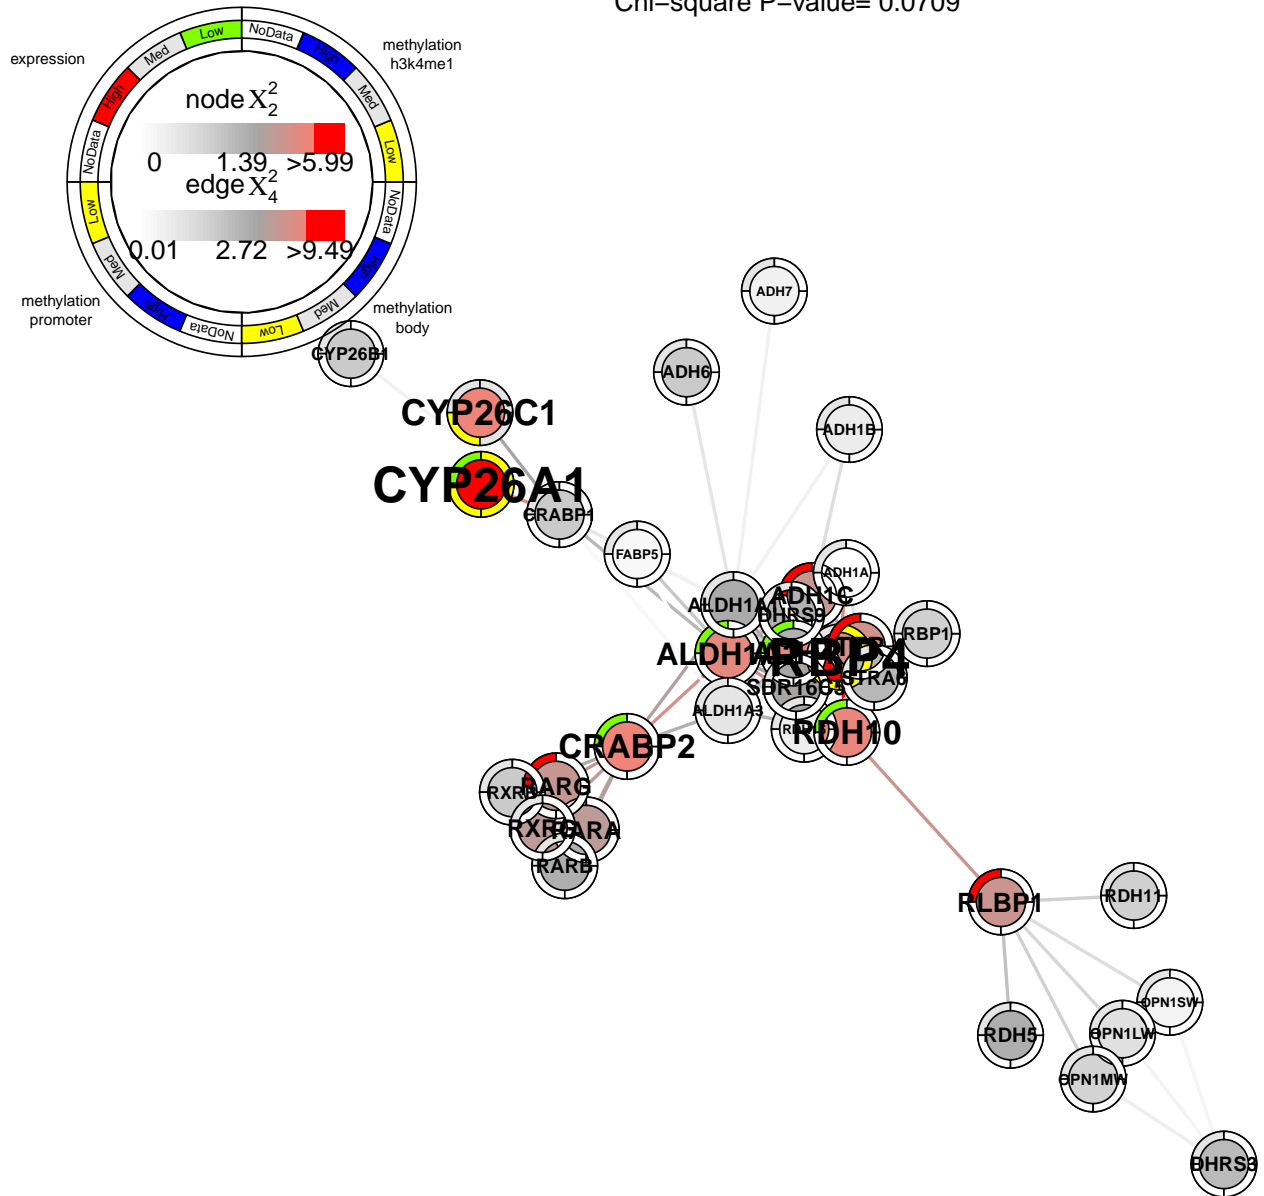 Chi−square P−value= 0.0709
expression
methylation
h3k4me1
methylation
promoter
methylation
body
NoData
High
Med
Low
NoData
High
Med
Low
NoData
High
Med
Low
NoData
High
Med
Low
node X²₂
0 1.39 >5.99
edge X²₄
0.01 2.72 >9.49
CYP26B1
CYP26C1
CYP26A1
CRABP1
FABP5
ADH7
ADH6
ADH1B
ADH1A
ADH1C
DHRS9
RBP1
RBP4
STRA6
SDR16C5
ALDH1A3
RDH10
CRABP2
RARG
RXRB
RXRG
RARA
RARB
RLBP1
RDH11
RDH5
OPN1SW
OPN1LW
OPN1MW
DHRS3